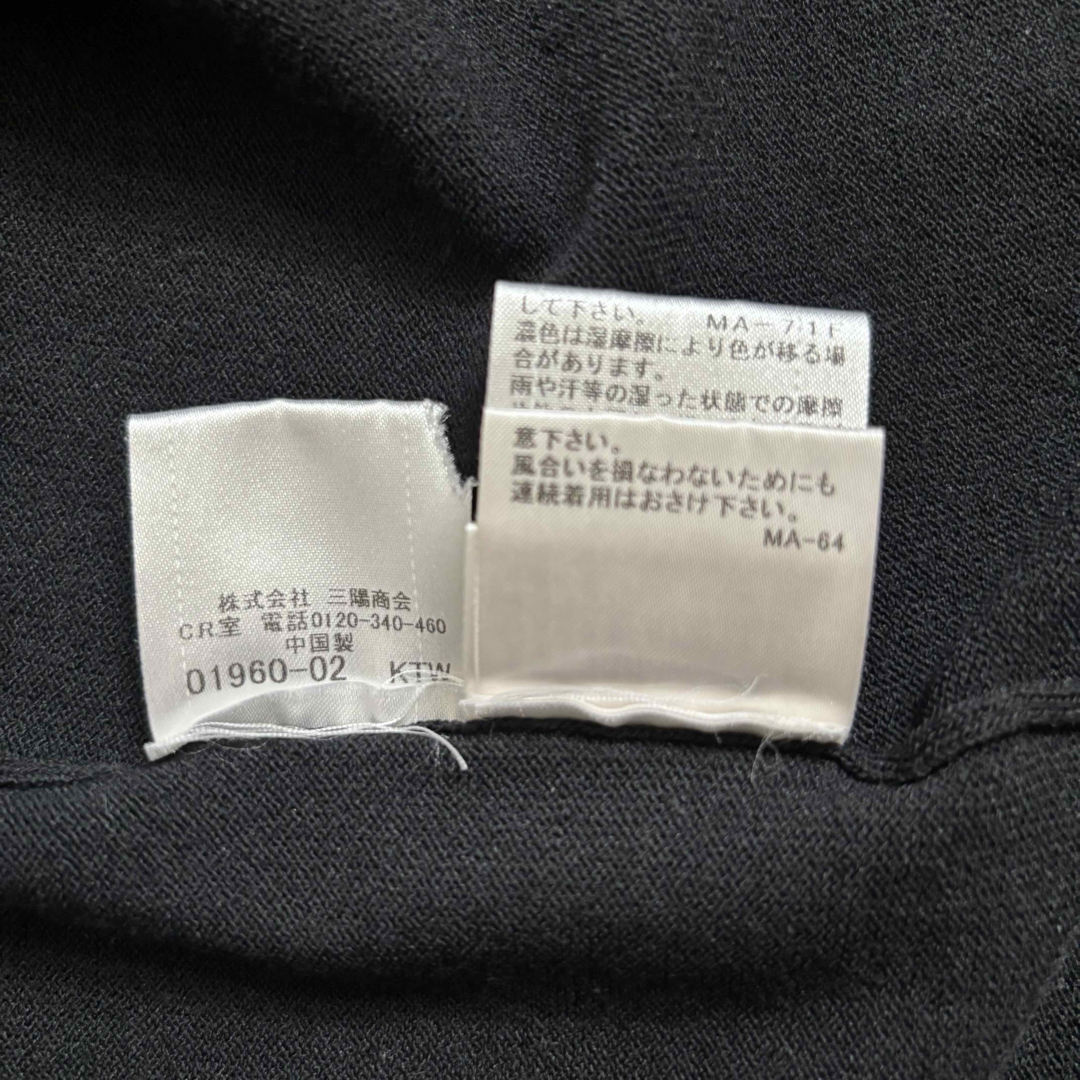 株式会社 三陽商会
C.R.室 電話0120-340-460
中国製
01960-02 KTW
して下さい。 MA-71F
濃色は湿摩擦により色が移る場
合があります。
雨や汗等の湿った状態での摩擦
意下さい。
風合いを損なわないためにも
連続着用はおさけ下さい。
MA-64